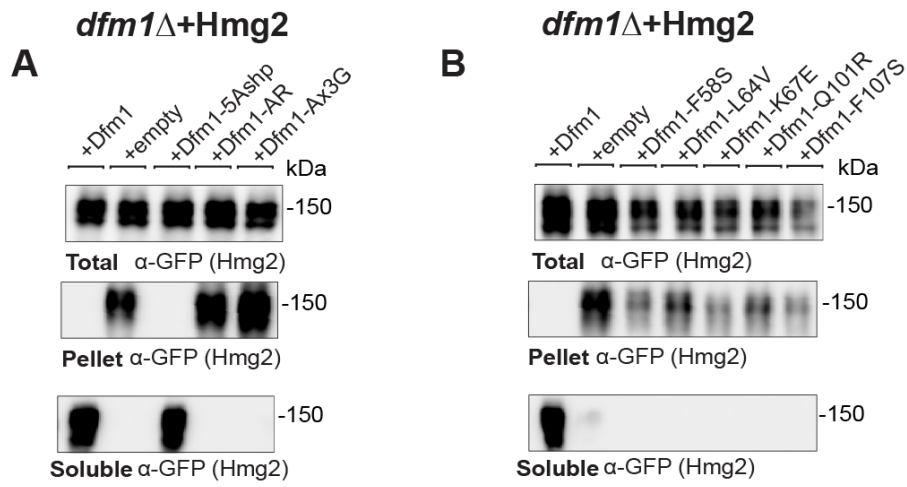 dfm1Δ+Hmg2
A
+Dfm1
+empty
+Dfm1-5Ashp
+Dfm1-AR
+Dfm1-Ax3G
kDa
-150
Total α-GFP (Hmg2)
-150
Pellet α-GFP (Hmg2)
-150
Soluble α-GFP (Hmg2)
dfm1Δ+Hmg2
B
+Dfm1
+empty
+Dfm1-F58S
+Dfm1-L64V
+Dfm1-K67E
+Dfm1-Q101R
+Dfm1-F107S
kDa
-150
Total α-GFP (Hmg2)
-150
Pellet α-GFP (Hmg2)
-150
Soluble α-GFP (Hmg2)